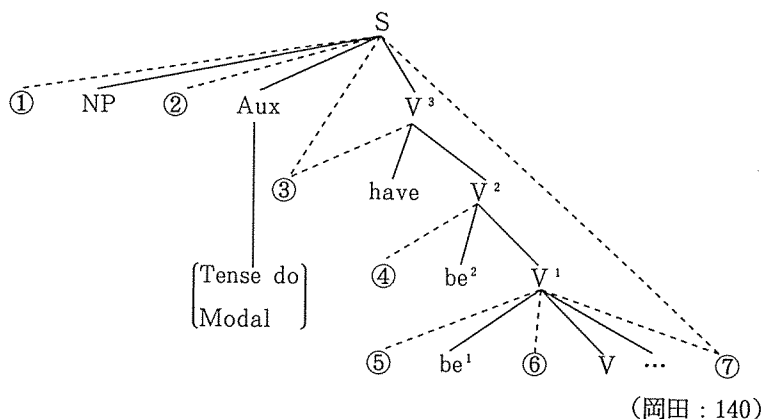 S
① NP ② Aux V³
③ have V²
Tense do ④ be² V¹
Modal
⑤ be¹ ⑥ V … ⑦
(岡田:140)